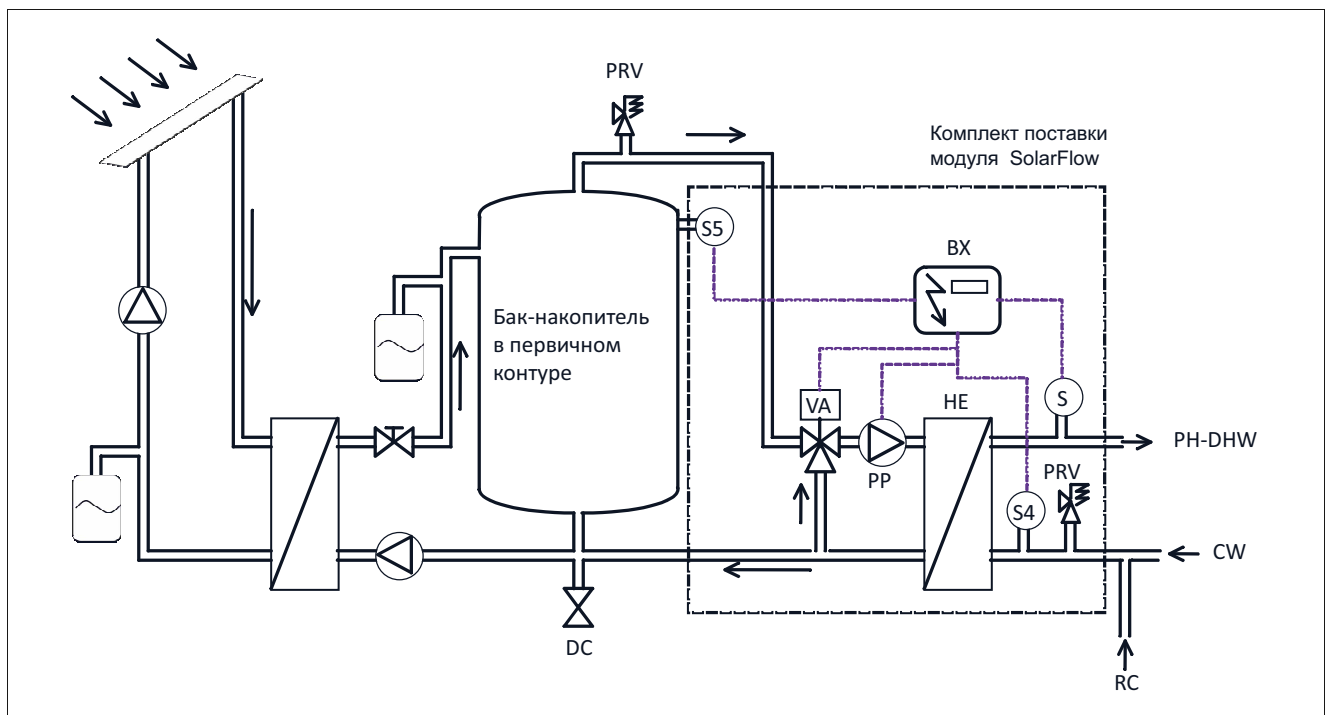 PRV
Комплект поставки
модуля SolarFlow
S5
BX
Бак-накопитель
в первичном
контуре
VA
HE
S
PH-DHW
PP
PRV
S4
CW
DC
RC